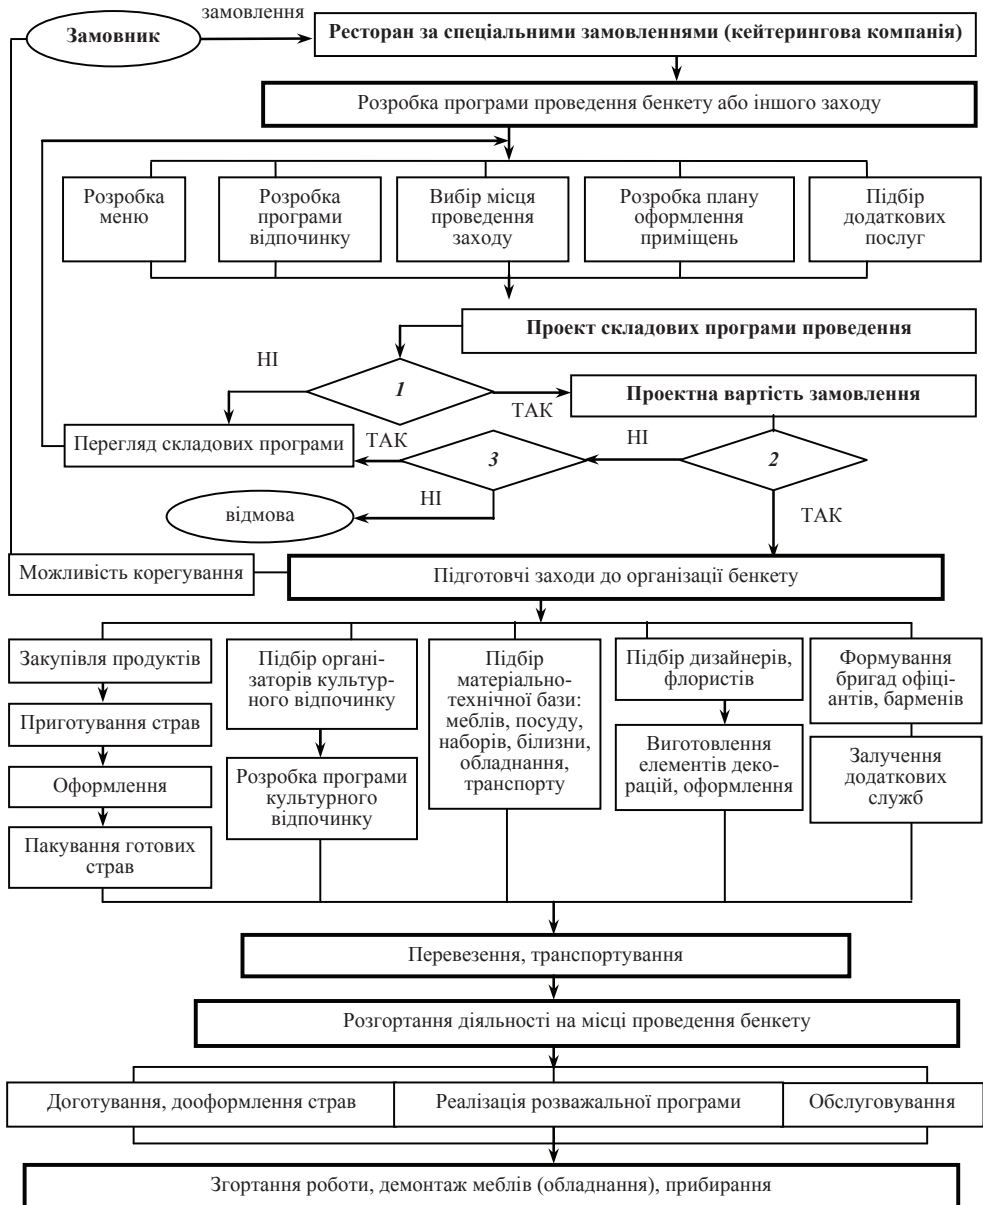 замовлення
Замовник
Ресторан за спеціальними замовленнями (кейтерингова компанія)
Розробка програми проведення бенкету або іншого заходу
Розробка
меню
Розробка
програми
відпочинку
Вибір місця
проведення
заходу
Розробка плану
оформлення
приміщень
Підбір
додаткових
послуг
Проект складових програми проведення
НІ
1
ТАК
Проектна вартість замовлення
Перегляд складових програми
ТАК
3
НІ
2
НІ
відмова
ТАК
Можливість корегування
Підготовчі заходи до організації бенкету
Закупівля продуктів
Приготування страв
Оформлення
Пакування готових
страв
Підбір органі-
заторів культур-
ного відпочинку
Розробка програми
культурного
відпочинку
Підбір
матеріально-
технічної бази:
меблів, посуду,
наборів, білизни,
обладнання,
транспорту
Підбір дизайнерів,
флористів
Виготовлення
елементів деко-
рацій, оформлення
Формування
бригад офіці-
антів, барменів
Залучення
додаткових
служб
Перевезення, транспортування
Розгортання діяльності на місці проведення бенкету
Доготування, дооформлення страв
Реалізація розважальної програми
Обслуговування
Згортання роботи, демонтаж меблів (обладнання), прибирання